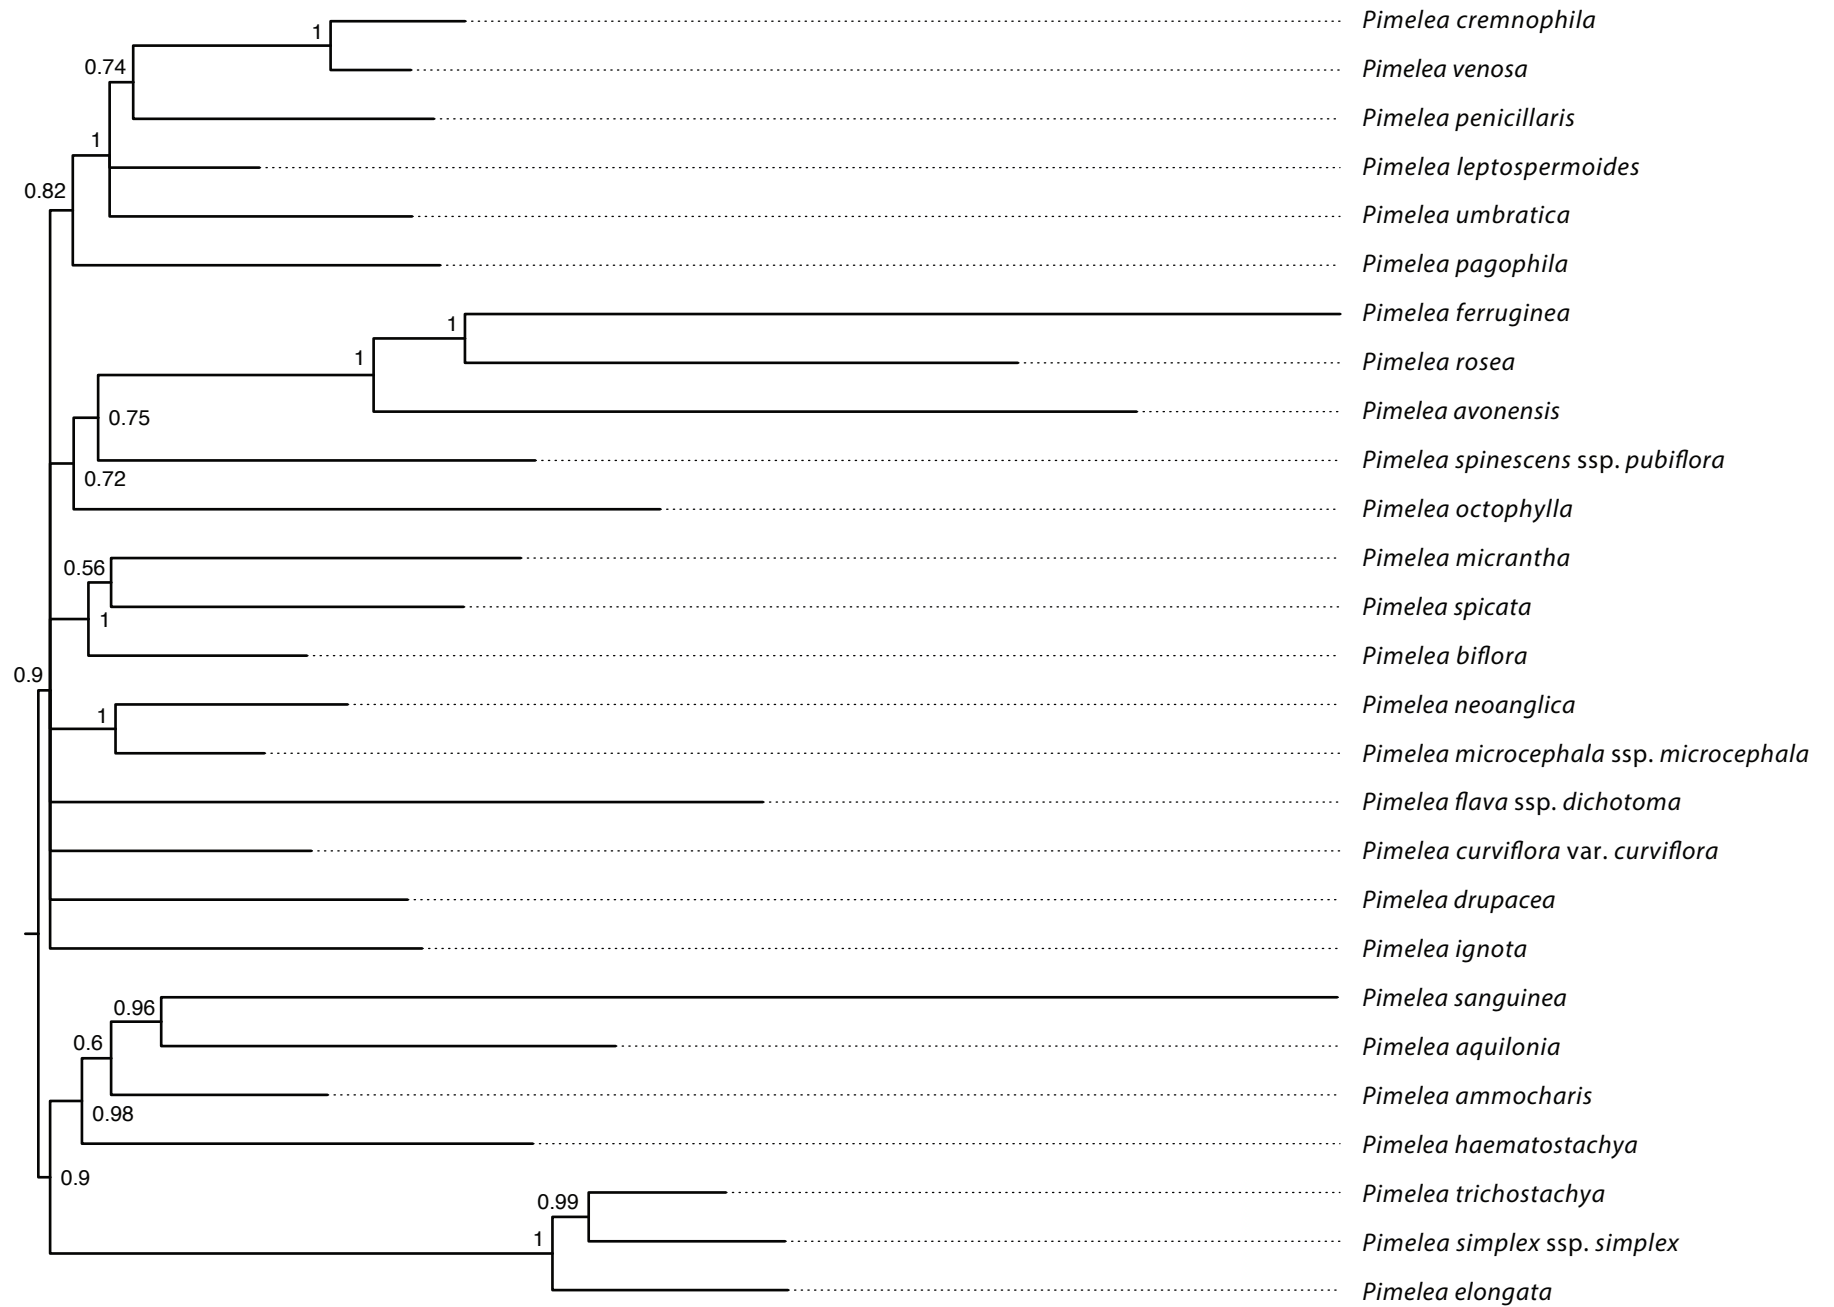 Pimelea cremnophila
1
Pimelea venosa
0.74
Pimelea penicillaris
1
Pimelea leptospermoides
0.82
Pimelea umbratica
Pimelea pagophila
Pimelea ferruginea
1
Pimelea rosea
1
Pimelea avonensis
0.75
Pimelea spinescens ssp. pubiflora
0.72
Pimelea octophylla
Pimelea micrantha
0.56
Pimelea spicata
1
Pimelea biflora
0.9
Pimelea neoanglica
1
Pimelea microcephala ssp. microcephala
Pimelea flava ssp. dichotoma
Pimelea curviflora var. curviflora
Pimelea drupacea
Pimelea ignota
Pimelea sanguinea
0.96
Pimelea aquilonia
0.6
Pimelea ammocharis
0.98
Pimelea haematostachya
0.9
Pimelea trichostachya
0.99
Pimelea simplex ssp. simplex
1
Pimelea elongata